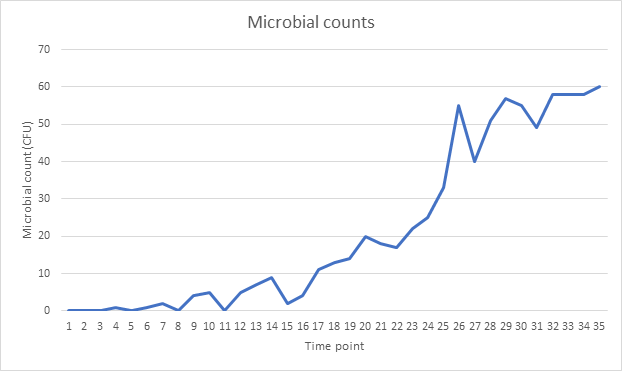 Microbial counts
70
60
50
40
30
20
10
0
Microbial count (CFU)
1 2 3 4 5 6 7 8 9 10 11 12 13 14 15 16 17 18 19 20 21 22 23 24 25 26 27 28 29 30 31 32 33 34 35
Time point